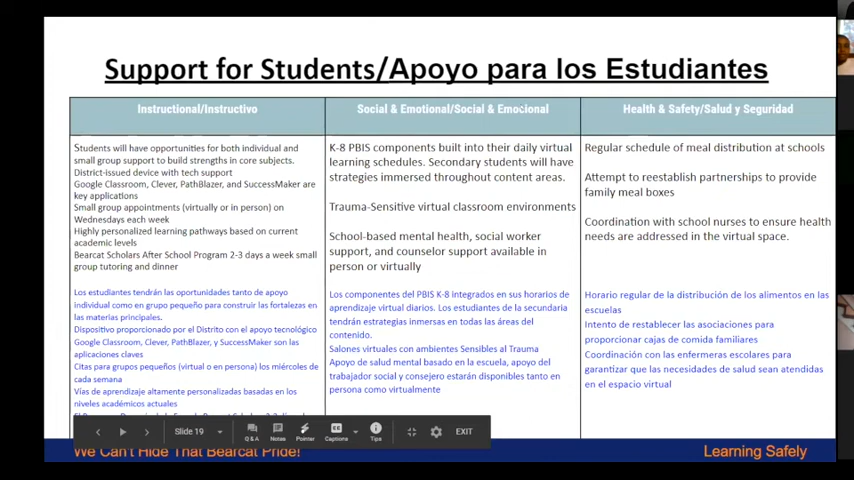 Support for Students/Apoyo para los Estudiantes
Instructional/Instructivo
Students will have opportunities for both individual and
small group support to build strengths in core subjects.
District-issued device with tech support
Google Classroom, Clever, PathBlazer, and SuccessMaker are
key applications
Small group appointments (virtually or in person) on
Wednesdays each week
Highly personalized learning pathways based on current
academic levels
Bearcat Scholars After School Program 2-3 days a week small
group tutoring and dinner
Los estudiantes tendrán las oportunidades tanto de apoyo
individual como en grupo pequeño para construir las fortalezas en
las materias principales.
Dispositivo proporcionado por el Distrito con el apoyo tecnológico
Google Classroom, Clever, PathBlazer, y SuccessMaker son las
aplicaciones claves
Citas para grupos pequeños (virtual o en persona) los miércoles de
cada semana
Vías de aprendizaje altamente personalizadas basadas en los
niveles académicos actuales
Social & Emotional/Social & Emocional
K-8 PBIS components built into their daily virtual
learning schedules. Secondary students will have
strategies immersed throughout content areas.
Trauma-Sensitive virtual classroom environments
School-based mental health, social worker
support, and counselor support available in
person or virtually
Los componentes del PBIS K-8 integrados en sus horarios de
aprendizaje virtual diarios. Los estudiantes de la secundaria
tendrán estrategias inmersas en todas las áreas del
contenido.
Salones virtuales con ambientes Sensibles al Trauma
Apoyo de salud mental basado en la escuela, apoyo del
trabajador social y consejero estarán disponibles tanto en
persona como virtualmente
Health & Safety/Salud y Seguridad
Regular schedule of meal distribution at schools
Attempt to reestablish partnerships to provide
family meal boxes
Coordination with school nurses to ensure health
needs are addressed in the virtual space.
Horario regular de la distribución de los alimentos en las
escuelas
Intento de restablecer las asociaciones para
proporcionar cajas de comida familiares
Coordinación con las enfermeras escolares para
garantizar que las necesidades de salud sean atendidas
en el espacio virtual
Slide 19
Q & A
Notes
Pointer
Captions
Tips
EXIT
We Can't Hide That Bearcat Pride!
Learning Safely